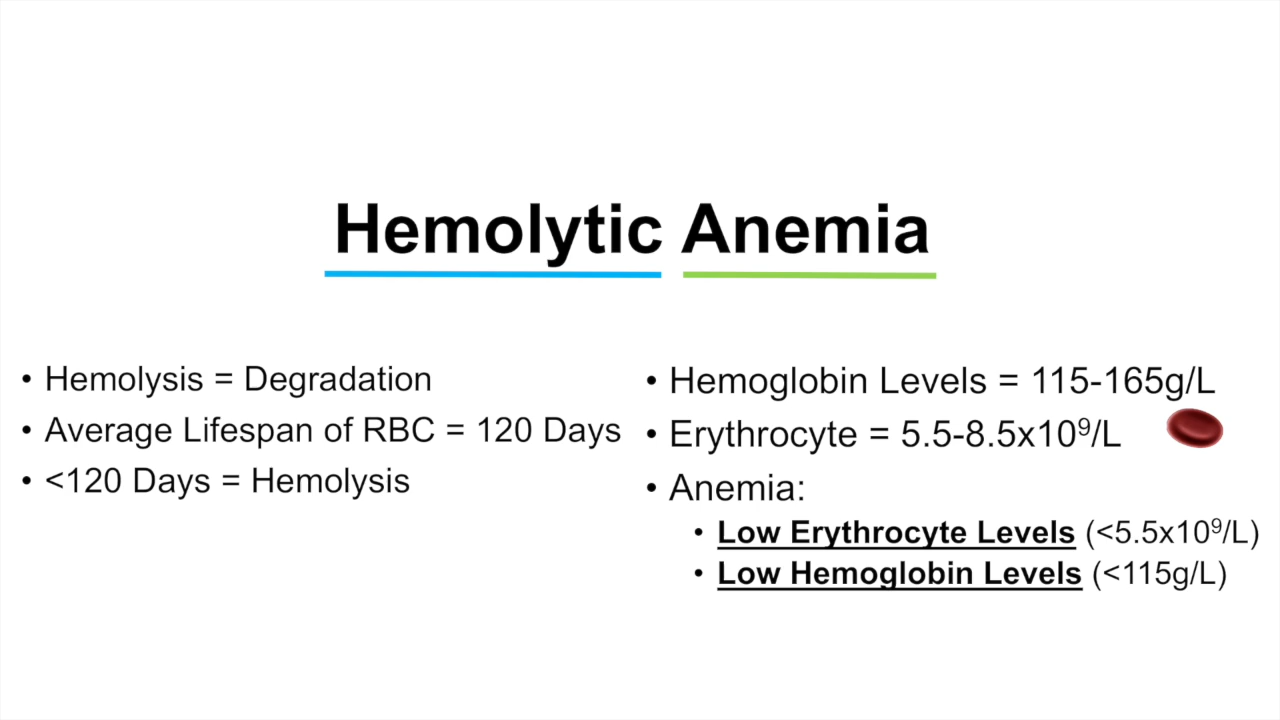 Hemolytic Anemia
• Hemolysis = Degradation
• Average Lifespan of RBC = 120 Days
• <120 Days = Hemolysis
• Hemoglobin Levels = 115-165g/L
• Erythrocyte = 5.5-8.5x10⁹/L
• Anemia:
• Low Erythrocyte Levels (<5.5x10⁹/L)
• Low Hemoglobin Levels (<115g/L)